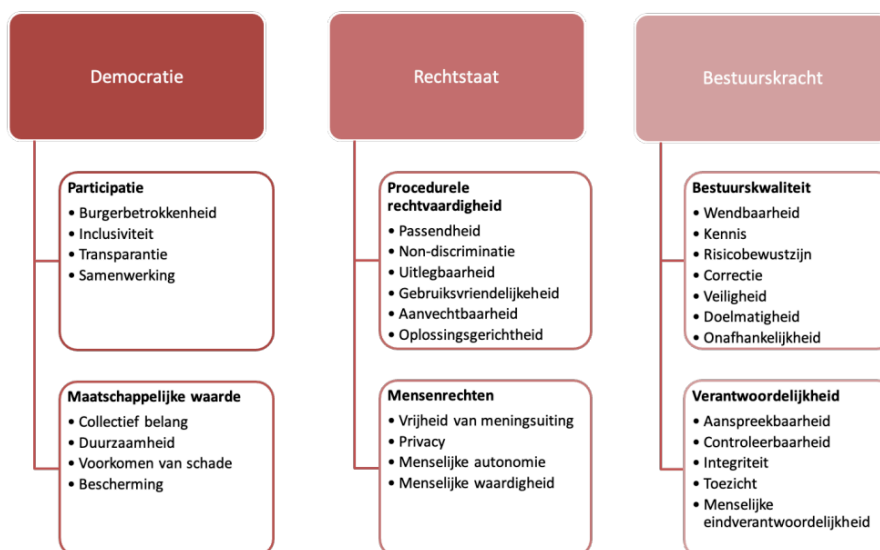 Democratie
Participatie
• Burgerbetrokkenheid
• Inclusiviteit
• Transparantie
• Samenwerking
Maatschappelijke waarde
• Collectief belang
• Duurzaamheid
• Voorkomen van schade
• Bescherming
Rechtstaat
Procedurele
rechtvaardigheid
• Passendheid
• Non-discriminatie
• Uitlegbaarheid
• Gebruiksvriendelijkeheid
• Aanvechtbaarheid
• Oplossingsgerichtheid
Mensenrechten
• Vrijheid van meningsuiting
• Privacy
• Menselijke autonomie
• Menselijke waardigheid
Bestuurskracht
Bestuurskwaliteit
• Wendbaarheid
• Kennis
• Risicobewustzijn
• Correctie
• Veiligheid
• Doelmatigheid
• Onafhankelijkheid
Verantwoordelijkheid
• Aanspreekbaarheid
• Controleerbaarheid
• Integriteit
• Toezicht
• Menselijke
eindverantwoordelijkheid